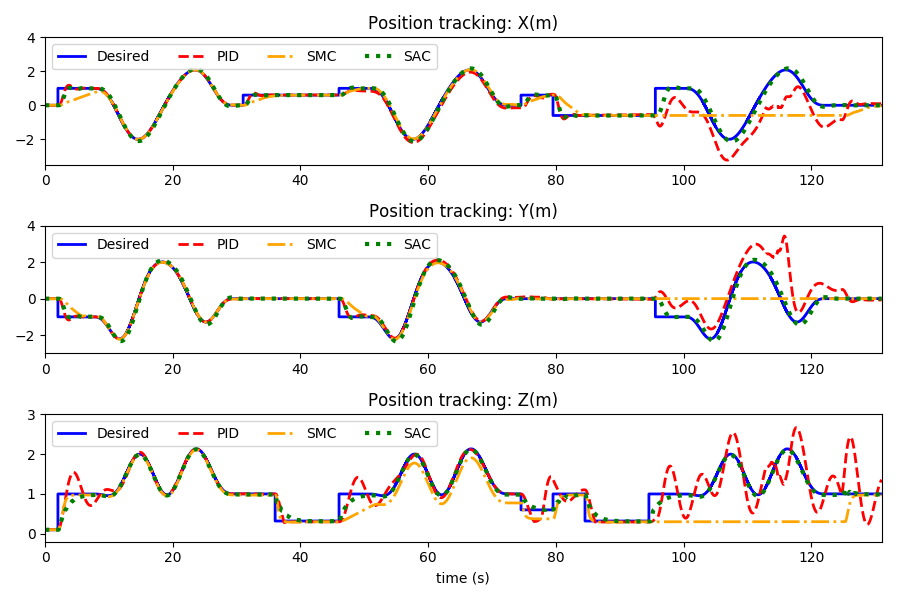 Position tracking: X(m)
4
2
0
−2
Desired PID SMC SAC
0 20 40 60 80 100 120
Position tracking: Y(m)
4
2
0
−2
Desired PID SMC SAC
0 20 40 60 80 100 120
Position tracking: Z(m)
3
2
1
0
Desired PID SMC SAC
0 20 40 60 80 100 120
time (s)